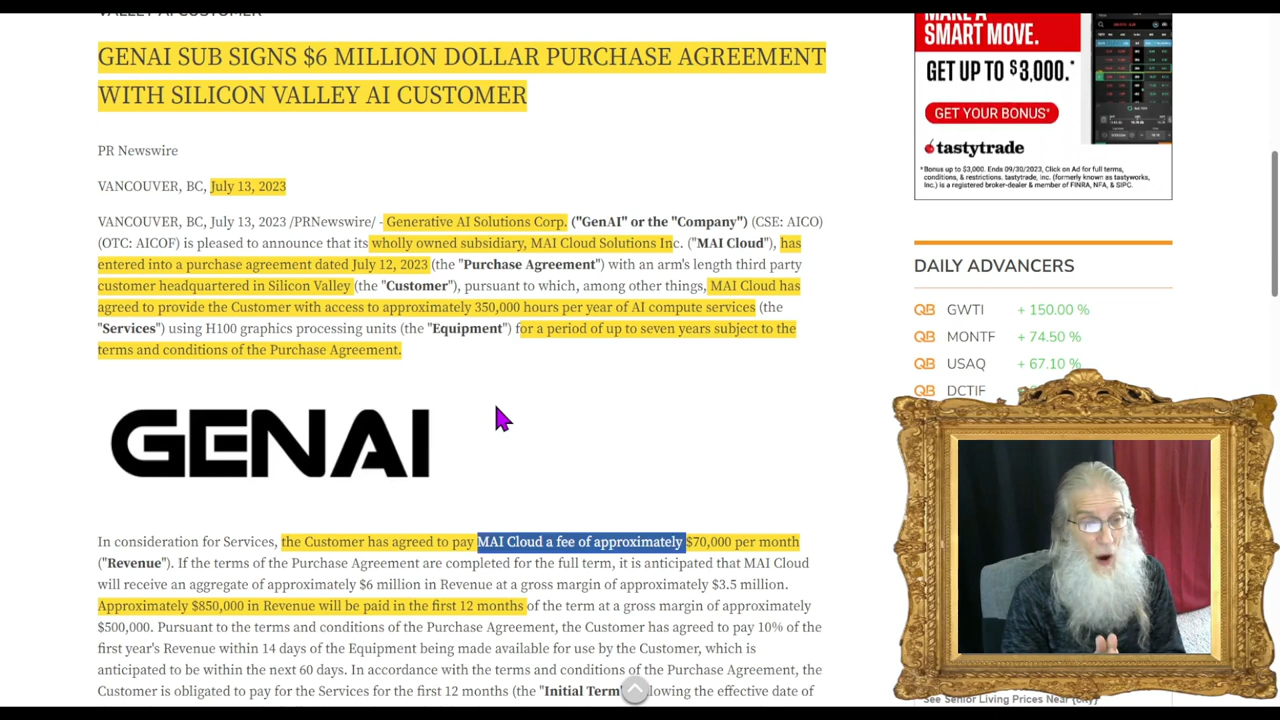 VALLEY AI CUSTOMER
GENAI SUB SIGNS $6 MILLION DOLLAR PURCHASE AGREEMENT
WITH SILICON VALLEY AI CUSTOMER
PR Newswire
VANCOUVER, BC, July 13, 2023
VANCOUVER, BC, July 13, 2023 /PRNewswire/ - Generative AI Solutions Corp. ("GenAI" or the "Company") (CSE: AICO)
(OTC: AICOF) is pleased to announce that its wholly owned subsidiary, MAI Cloud Solutions Inc. ("MAI Cloud"), has
entered into a purchase agreement dated July 12, 2023 (the "Purchase Agreement") with an arm's length third party
customer headquartered in Silicon Valley (the "Customer"), pursuant to which, among other things, MAI Cloud has
agreed to provide the Customer with access to approximately 350,000 hours per year of AI compute services (the
"Services") using H100 graphics processing units (the "Equipment") for a period of up to seven years subject to the
terms and conditions of the Purchase Agreement.
GENAI
In consideration for Services, the Customer has agreed to pay MAI Cloud a fee of approximately $70,000 per month
("Revenue"). If the terms of the Purchase Agreement are completed for the full term, it is anticipated that MAI Cloud
will receive an aggregate of approximately $6 million in Revenue at a gross margin of approximately $3.5 million.
Approximately $850,000 in Revenue will be paid in the first 12 months of the term at a gross margin of approximately
$500,000. Pursuant to the terms and conditions of the Purchase Agreement, the Customer has agreed to pay 10% of the
first year's Revenue within 14 days of the Equipment being made available for use by the Customer, which is
anticipated to be within the next 60 days. In accordance with the terms and conditions of the Purchase Agreement, the
Customer is obligated to pay for the Services for the first 12 months (the "Initial Term" llowing the effective date of
MAKE A
SMART MOVE.
GET UP TO $3,000.*
GET YOUR BONUS*
tastytrade
*Bonus up to $3,000. Ends 09/30/2023, Click on Ad for full terms,
conditions, & restrictions. tastytrade, Inc. (formerly known as tastyworks,
Inc.) is a registered broker-dealer & member of FINRA, NFA, & SIPC.
DAILY ADVANCERS
QB GWTI + 150.00 %
QB MONTF + 74.50 %
QB USAQ + 67.10 %
QB DCTIF +
See Senior Living Prices Near {city}